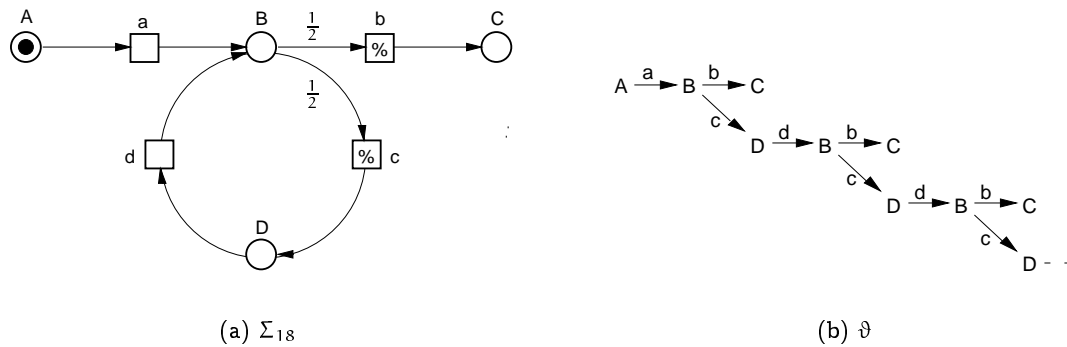 A a B ½ b C
% 
½
d % c
D
(a) Σ₁₈
A a B b C
c
D d B b C
c
D d B b C
c
D
(b) ϑ